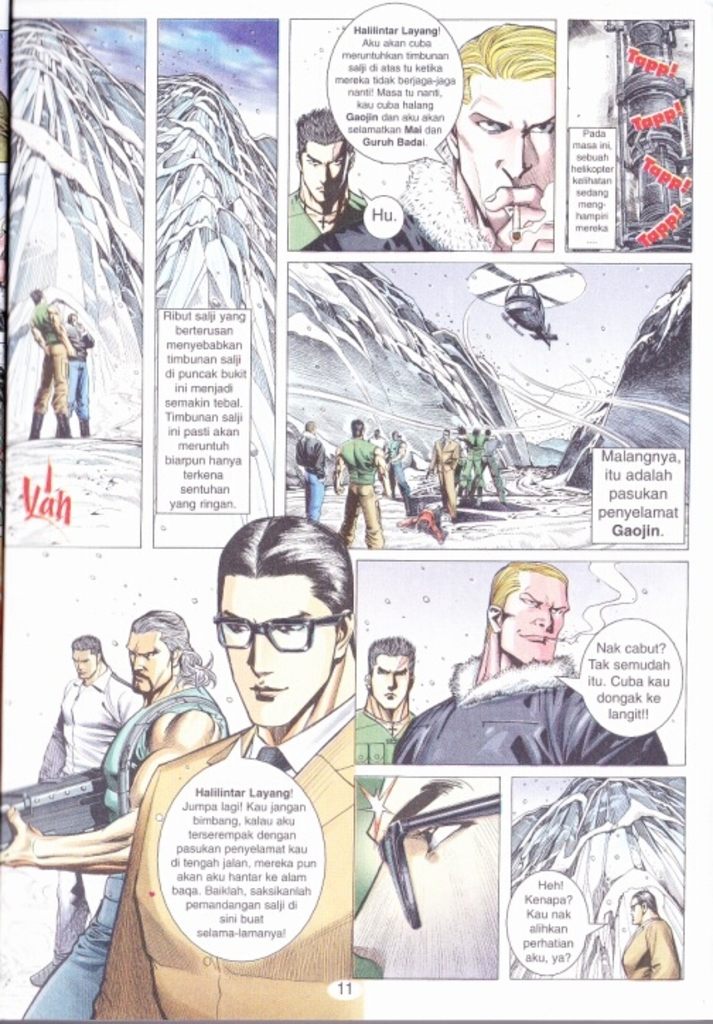 Yah
Ribut salji yang
berterusan
menyebabkan
timbunan salji
di puncak bukit
ini menjadi
semakin tebal.
Timbunan salji
ini pasti akan
meruntuh
biarpun hanya
terkena
sentuhan
yang ringan.
Halilintar Layang!
Aku akan cuba
meruntuhkan timbunan
salji di atas tu ketika
mereka tidak berjaga-jaga
nanti! Masa tu nanti,
kau cuba halang
Gaojin dan aku akan
selamatkan Mai dan
Guruh Badai.
Hu.
Pada
masa ini,
sebuah
helikopter
kelihatan
sedang
meng-
hampiri
mereka
....
Tapp!
Tapp!
Tapp!
Tapp!
Malangnya,
itu adalah
pasukan
penyelamat
Gaojin.
Halilintar Layang!
Jumpa lagi! Kau jangan
bimbang, kalau aku
terserempak dengan
pasukan penyelamat kau
di tengah jalan, mereka pun
akan aku hantar ke alam
baqa. Baiklah, saksikanlah
pemandangan salji di
sini buat
selama-lamanya!
Nak cabut?
Tak semudah
itu. Cuba kau
dongak ke
langit!!
Heh!
Kenapa?
Kau nak
alihkan
perhatian
aku, ya?
11